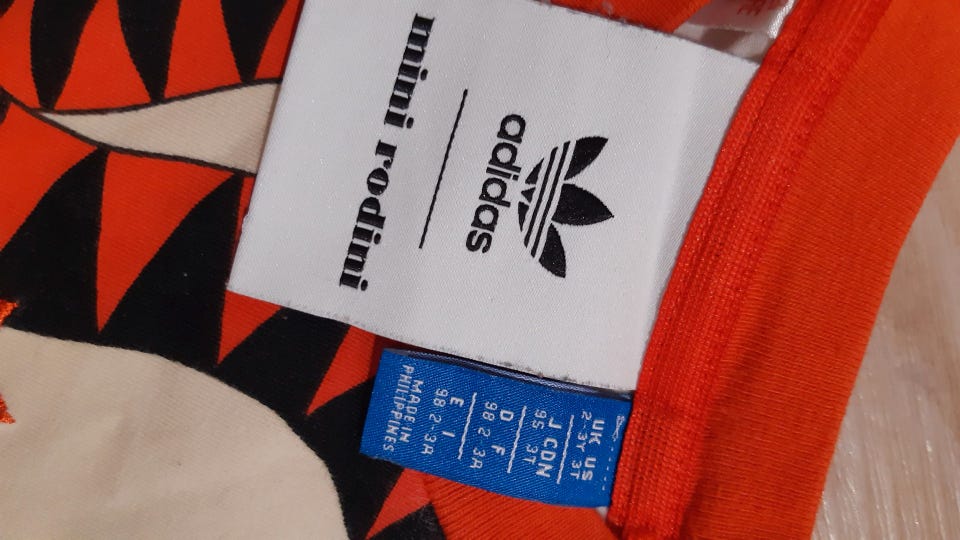 adidas
mini rodini
UK US
2-3Y 3T
J CDN
95 3T
D F
98 2-3A
E I
98 2-3A
MADE IN
PHILIPPINES